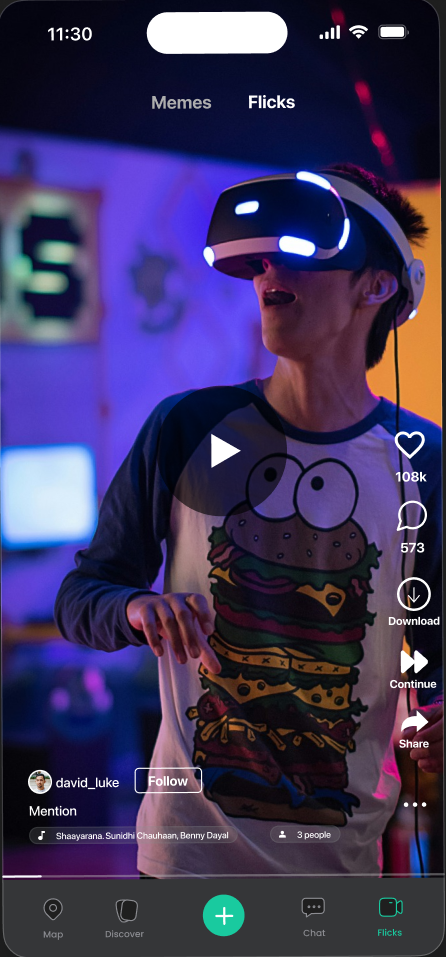 11:30
Memes Flicks
S
108k
573
Download
Continue
Share
david_luke Follow
Mention
Shaayarana. Sunidhi Chauhaan, Benny Dayal 3 people
Map Discover Chat Flicks